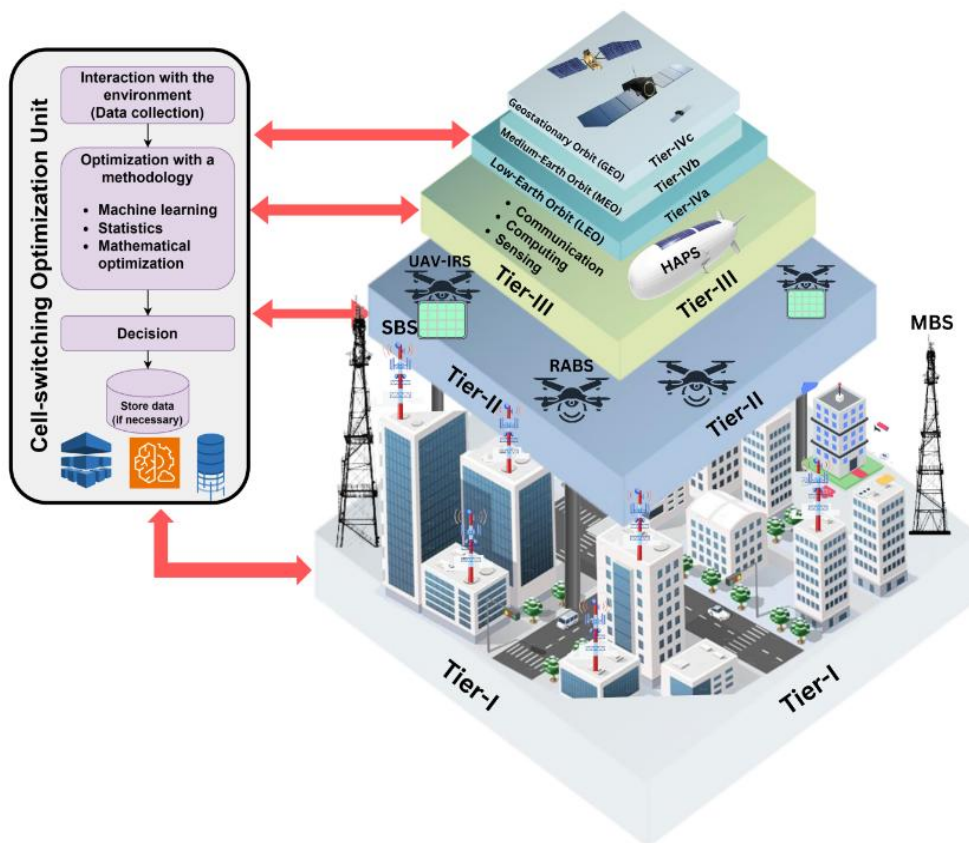 Cell-switching Optimization Unit
Interaction with the
environment
(Data collection)
Optimization with a
methodology
• Machine learning
• Statistics
• Mathematical
optimization
Decision
Store data
(if necessary)
Geostationary Orbit (GEO)
Tier-IVc
Medium-Earth Orbit (MEO)
Tier-IVb
Low-Earth Orbit (LEO)
Tier-IVa
• Communication
• Computing
• Sensing
HAPS
Tier-III
Tier-III
UAV-IRS
SBS
RABS
MBS
Tier-II
Tier-II
Tier-I
Tier-I